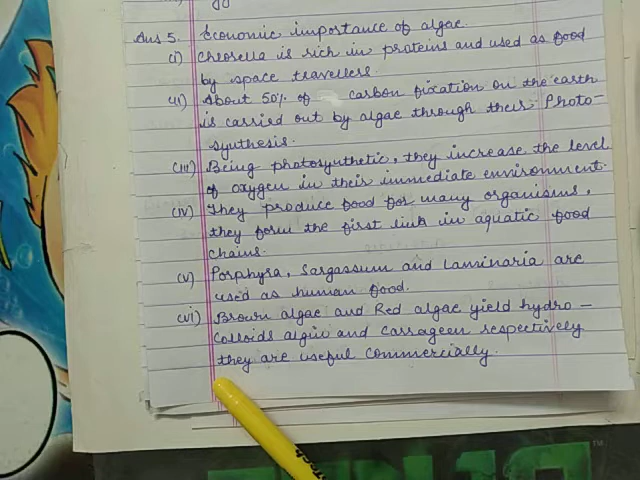 Ans 5. Economic importance of algae.
(i) Chlorella is rich in proteins and used as food
by space travellers.
(ii) About 50% of carbon fixation on the earth
is carried out by algae through their Photo-
synthesis.
(iii) Being photosynthetic, they increase the level
of oxygen in their immediate environment.
(iv) They produce food for many organisms,
they form the first link in aquatic food
chains.
(v) Porphyra, Sargassum and Laminaria are
used as human food.
(vi) Brown algae and Red algae yield hydro-
colloids algin and carrageen respectively
they are useful commercially.